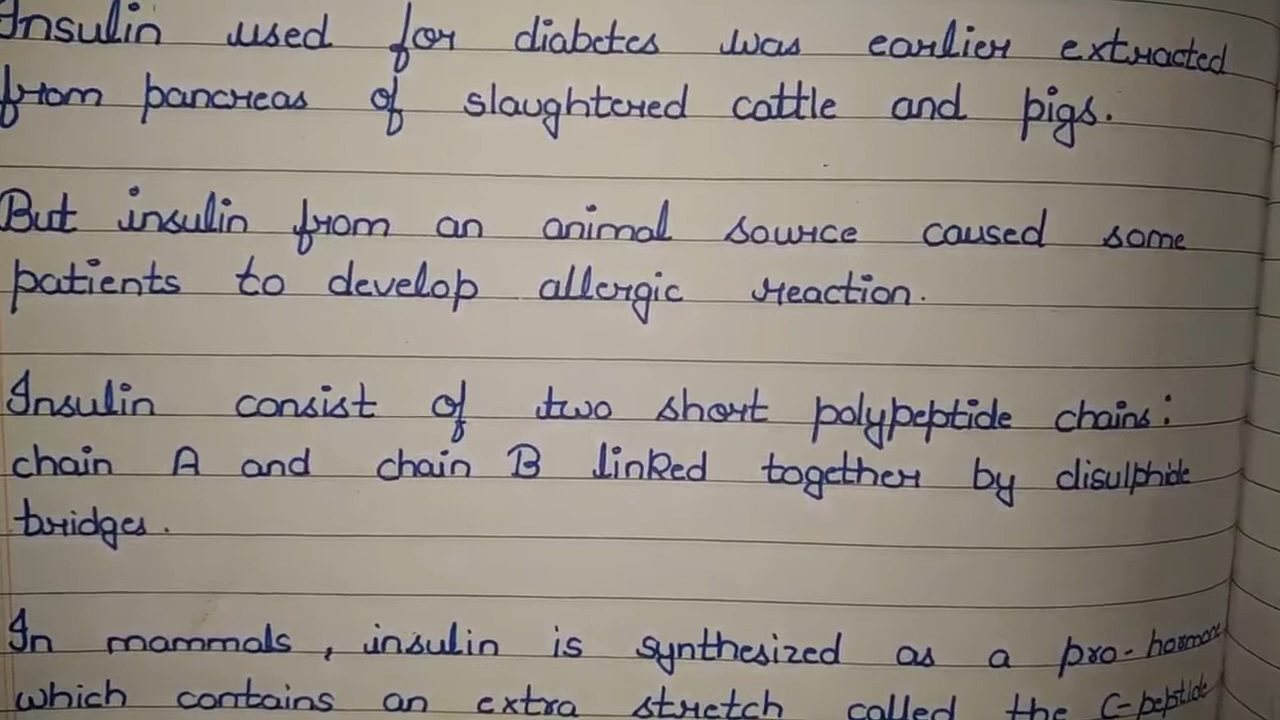 Insulin used for diabetes was earlier extracted
from pancreas of slaughtered cattle and pigs.
But insulin from an animal source caused some
patients to develop allergic reaction.
Insulin consist of two short polypeptide chains:
chain A and chain B linked together by disulphide
bridges.
In mammals, insulin is synthesized as a pro-hormone
which contains an extra stretch called the C-peptide